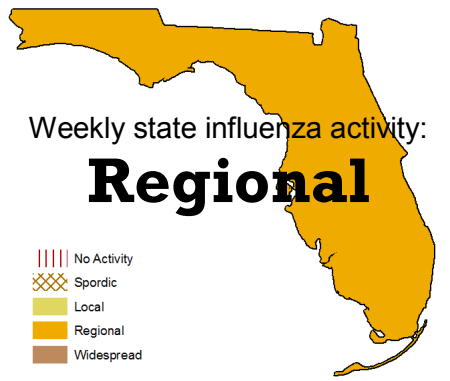 Weekly state influenza activity:
Regional
No Activity
Spordic
Local
Regional
Widespread